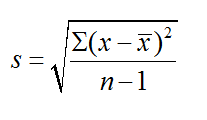 s = √(Σ(x − x̅)² / (n − 1))